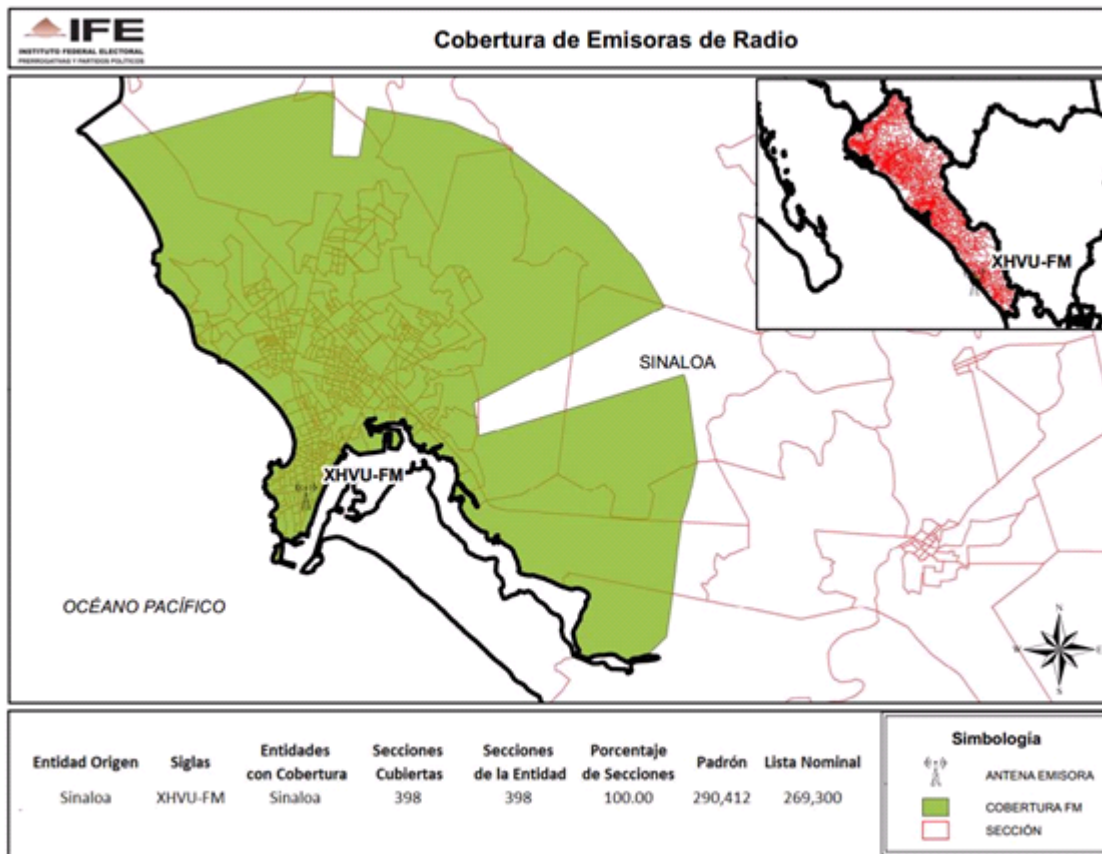 IFE
INSTITUTO FEDERAL ELECTORAL
PRERROGATIVAS Y PARTIDOS POLÍTICOS
Cobertura de Emisoras de Radio
XHVU-FM
SINALOA
XHVU-FM
OCÉANO PACÍFICO
N
W
E
S
Entidad Origen Siglas Entidades con Cobertura Secciones Cubiertas Secciones de la Entidad Porcentaje de Secciones Padrón Lista Nominal
Sinaloa XHVU-FM Sinaloa 398 398 100.00 290,412 269,300
Simbología
ANTENA EMISORA
COBERTURA FM
SECCIÓN